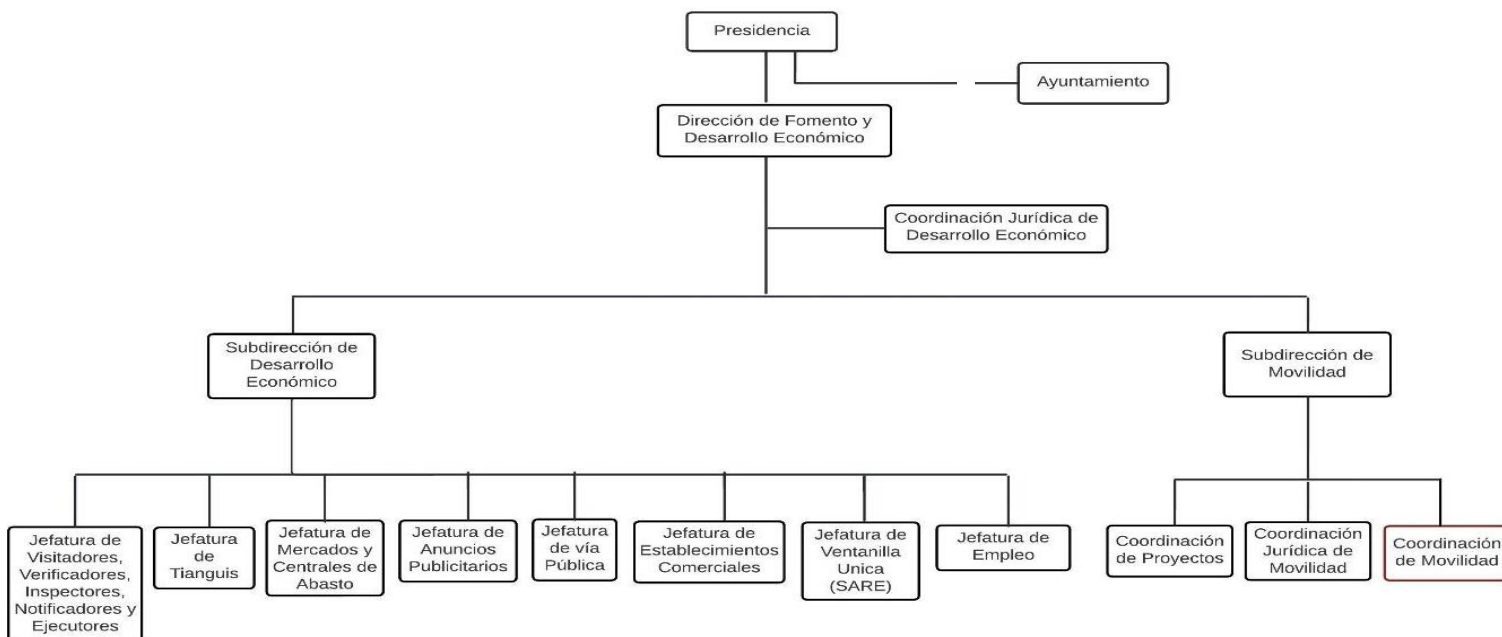 Presidencia
Ayuntamiento
Dirección de Fomento y
Desarrollo Económico
Coordinación Jurídica de
Desarrollo Económico
Subdirección de
Desarrollo
Económico
Subdirección de
Movilidad
Jefatura de
Visitadores,
Verificadores,
Inspectores,
Notificadores y
Ejecutores
Jefatura
de
Tianguis
Jefatura de
Mercados y
Centrales de
Abasto
Jefatura de
Anuncios
Publicitarios
Jefatura
de vía
Pública
Jefatura de
Establecimientos
Comerciales
Jefatura de
Ventanilla
Unica
(SARE)
Jefatura de
Empleo
Coordinación
de Proyectos
Coordinación
Jurídica de
Movilidad
Coordinación
de Movilidad